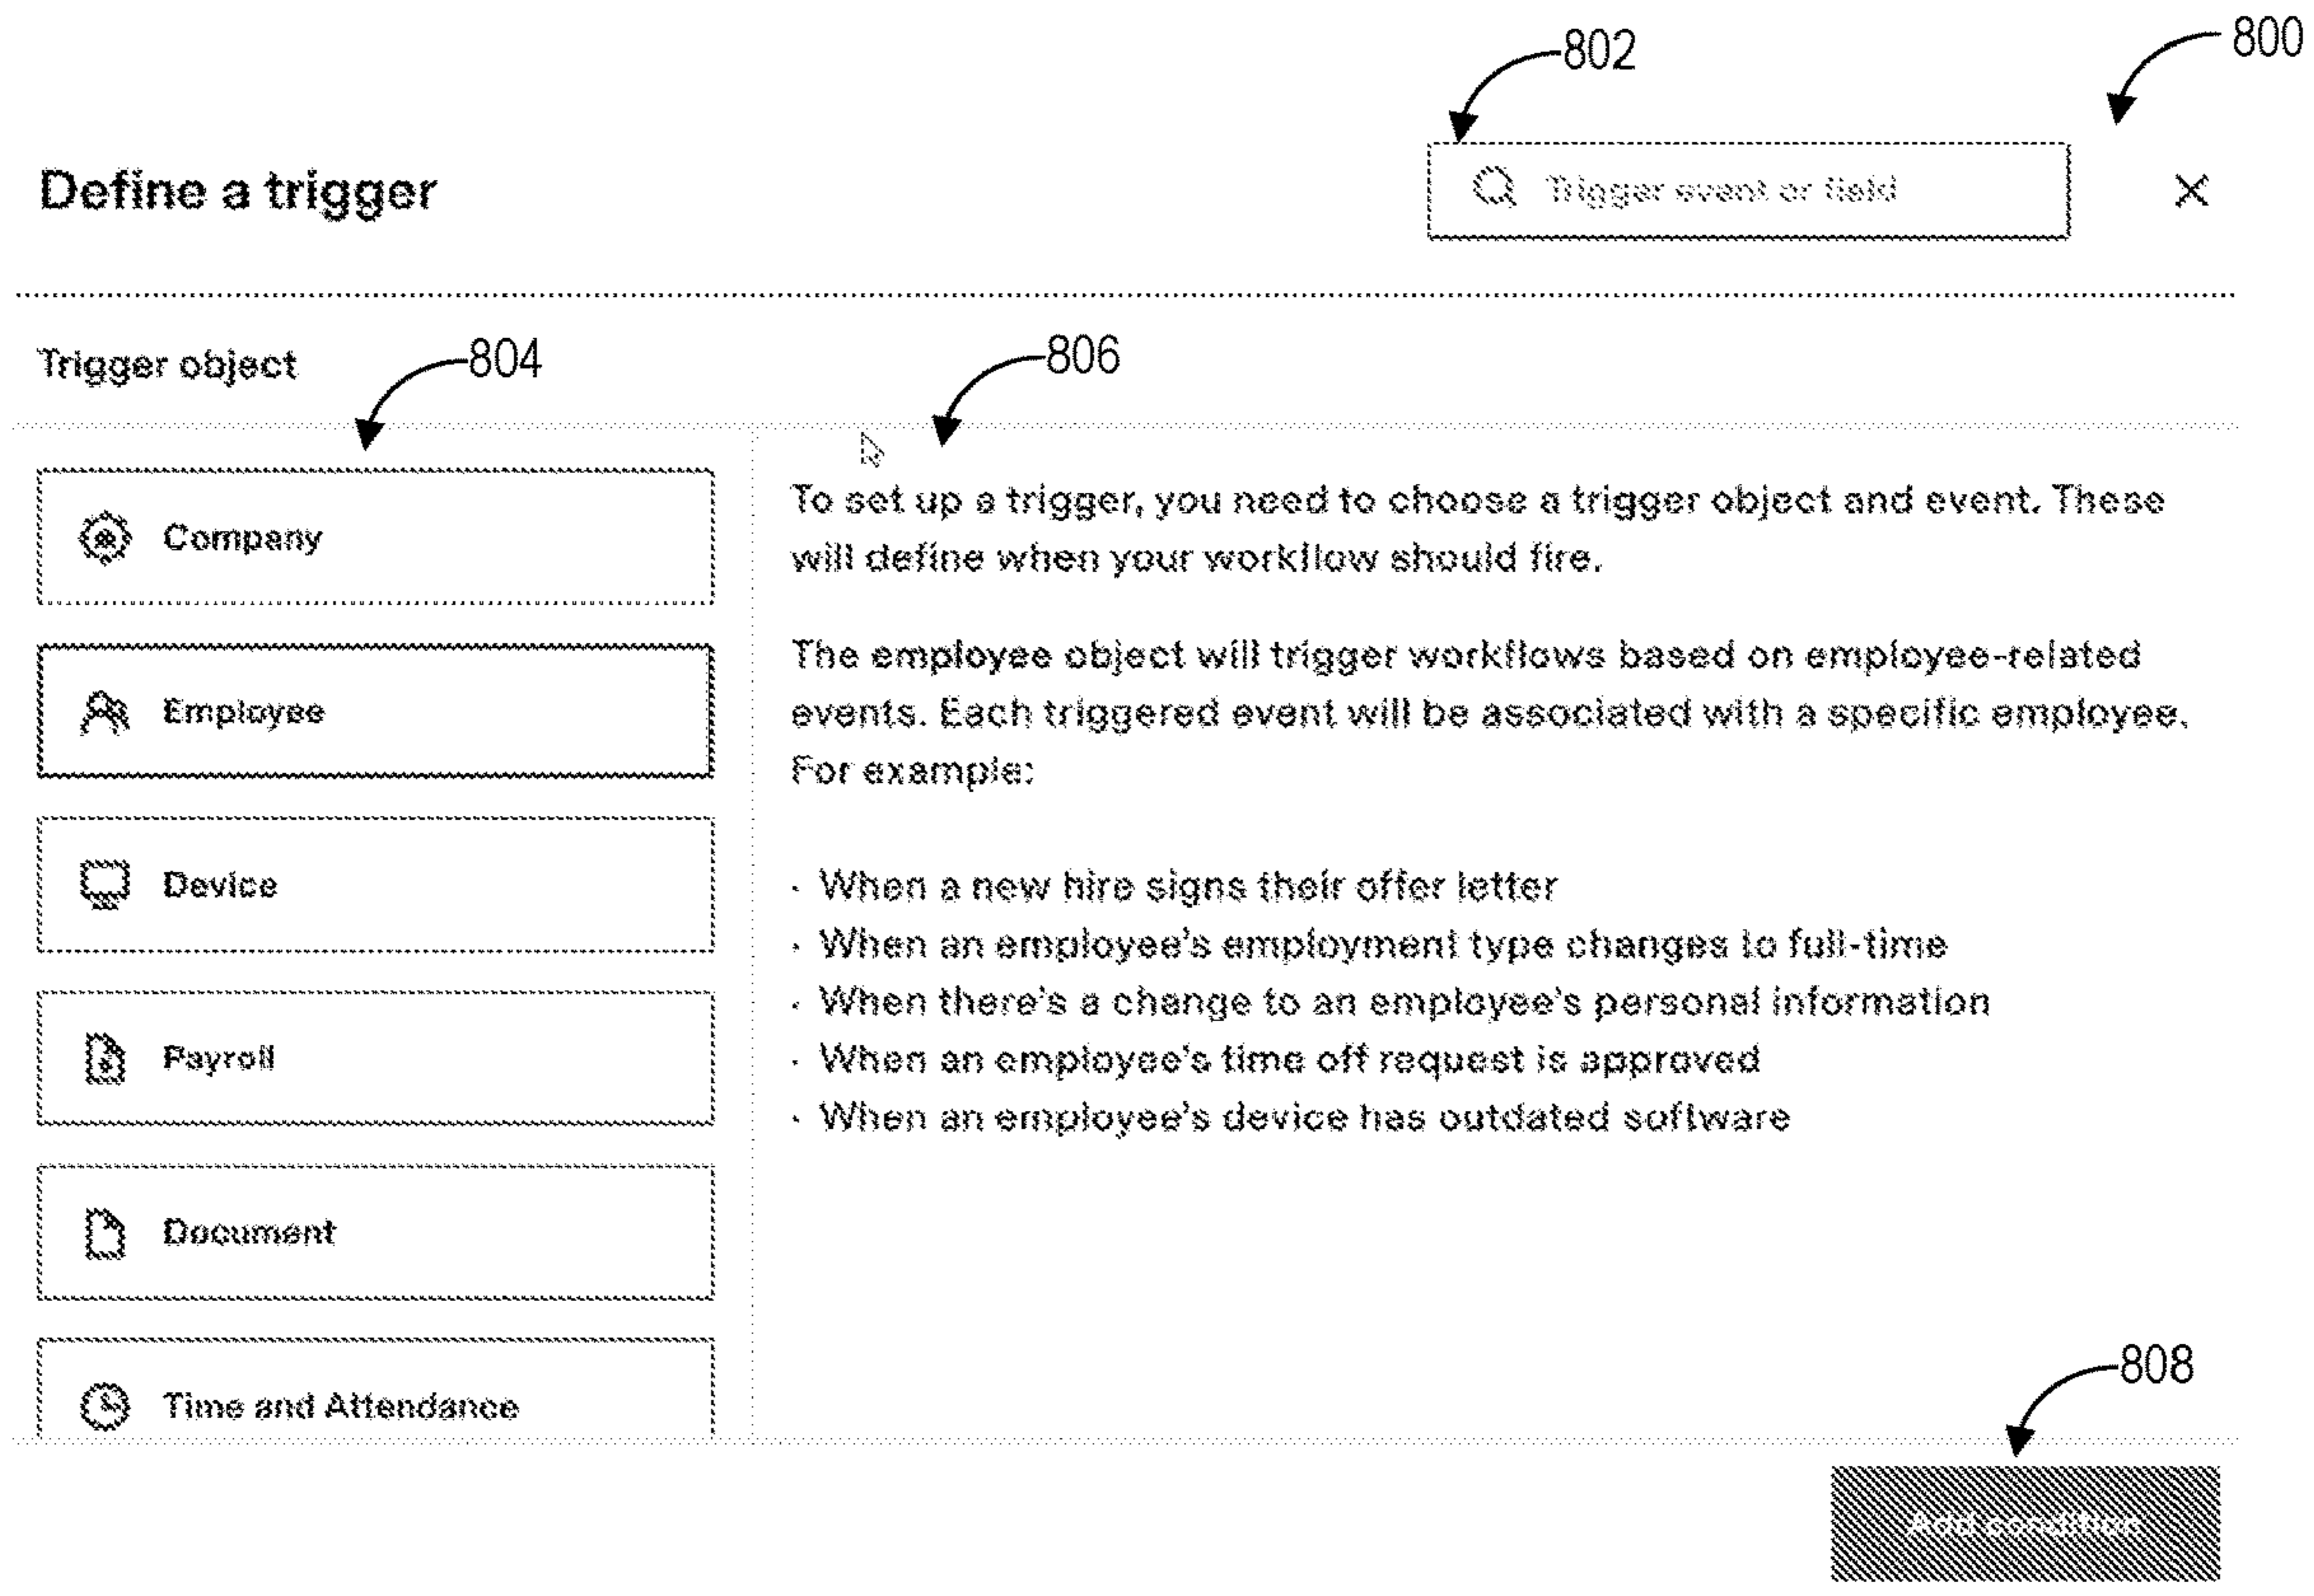 802
800
Define a trigger
Trigger event or field
Trigger object
804
806
Company
Employee
Device
Payroll
Document
Time and Attendance
To set up a trigger, you need to choose a trigger object and event. These
will define when your workflow should fire.
The employee object will trigger workflows based on employee-related
events. Each triggered event will be associated with a specific employee.
For example:
· When a new hire signs their offer letter
· When an employee's employment type changes to full-time
· When there's a change to an employee's personal information
· When an employee's time off request is approved
· When an employee's device has outdated software
808
Add condition